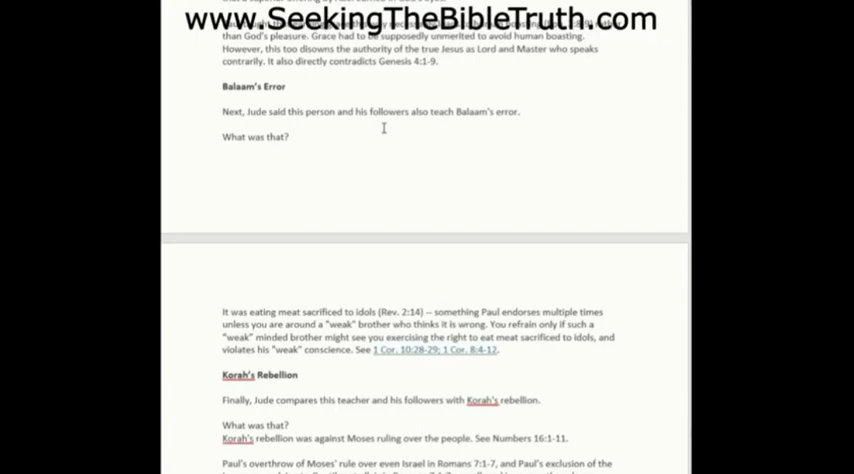 www.SeekingTheBibleTruth.com
than God's pleasure. Grace had to be supposedly unmerited to avoid human boasting.
However, this too disowns the authority of the true Jesus as Lord and Master who speaks
contrarily. It also directly contradicts Genesis 4:1-9.
Balaam's Error
Next, Jude said this person and his followers also teach Balaam's error.
What was that?
It was eating meat sacrificed to idols (Rev. 2:14) -- something Paul endorses multiple times
unless you are around a "weak" brother who thinks it is wrong. You refrain only if such a
"weak" minded brother might see you exercising the right to eat meat sacrificed to idols, and
violates his "weak" conscience. See 1 Cor. 10:28-29; 1 Cor. 8:4-12.
Korah's Rebellion
Finally, Jude compares this teacher and his followers with Korah's rebellion.
What was that?
Korah's rebellion was against Moses ruling over the people. See Numbers 16:1-11.
Paul's overthrow of Moses' rule over even Israel in Romans 7:1-7, and Paul's exclusion of the